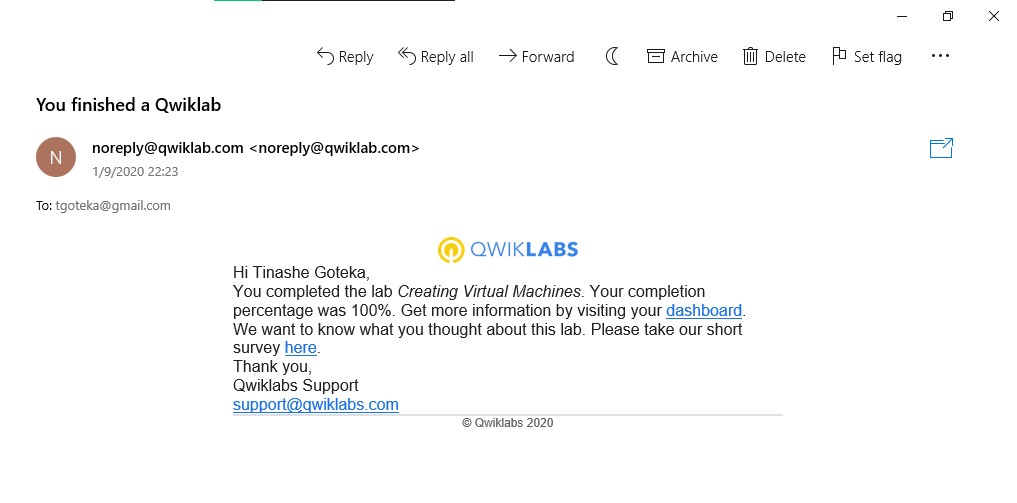 Reply Reply all Forward Archive Delete Set flag ...
You finished a Qwiklab
N
noreply@qwiklab.com <noreply@qwiklab.com>
1/9/2020 22:23
To: tgoteka@gmail.com
QWIKLABS
Hi Tinashe Goteka,
You completed the lab Creating Virtual Machines. Your completion
percentage was 100%. Get more information by visiting your dashboard.
We want to know what you thought about this lab. Please take our short
survey here.
Thank you,
Qwiklabs Support
support@qwiklabs.com
© Qwiklabs 2020